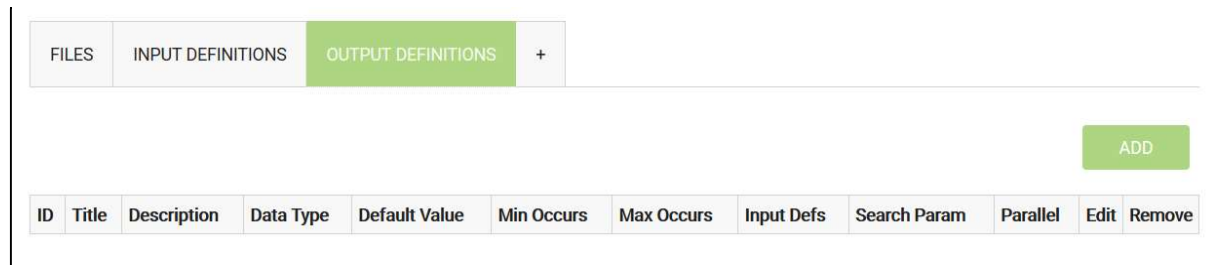 FILES INPUT DEFINITIONS OUTPUT DEFINITIONS +
ADD
ID Title Description Data Type Default Value Min Occurs Max Occurs Input Defs Search Param Parallel Edit Remove